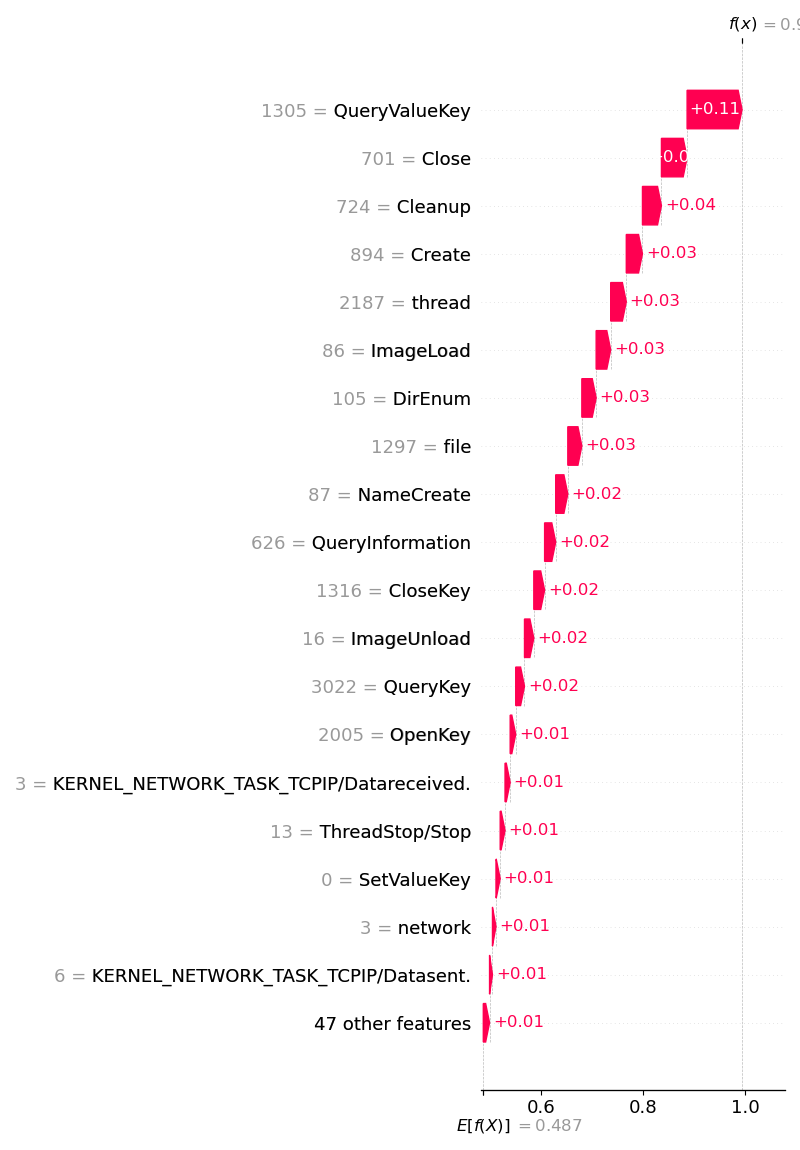 f(x) = 0.9
1305 = QueryValueKey +0.11
701 = Close
724 = Cleanup +0.04
894 = Create +0.03
2187 = thread +0.03
86 = ImageLoad +0.03
105 = DirEnum +0.03
1297 = file +0.03
87 = NameCreate +0.02
626 = QueryInformation +0.02
1316 = CloseKey +0.02
16 = ImageUnload +0.02
3022 = QueryKey +0.02
2005 = OpenKey +0.01
3 = KERNEL_NETWORK_TASK_TCPIP/Datareceived. +0.01
13 = ThreadStop/Stop +0.01
0 = SetValueKey +0.01
3 = network +0.01
6 = KERNEL_NETWORK_TASK_TCPIP/Datasent. +0.01
47 other features +0.01
0.6 0.8 1.0
E[f(X)] = 0.487